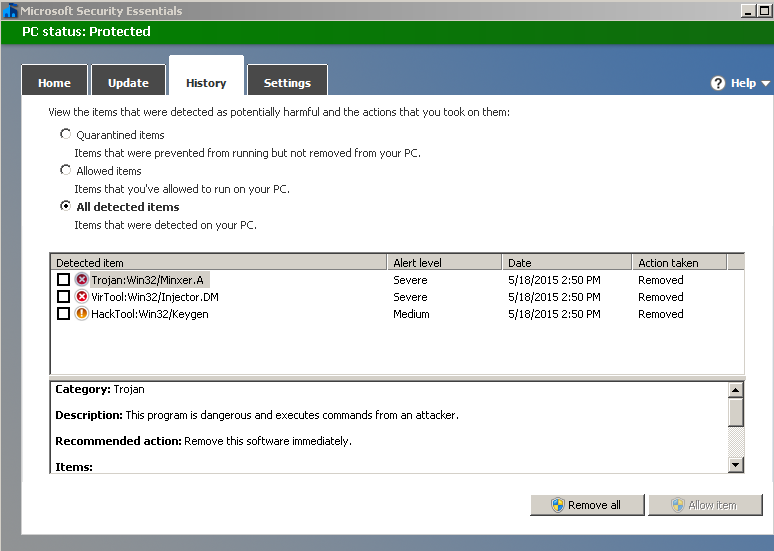 Microsoft Security Essentials
PC status: Protected
Home Update History Settings Help
View the items that were detected as potentially harmful and the actions that you took on them:
Quarantined items
Items that were prevented from running but not removed from your PC.
Allowed items
Items that you've allowed to run on your PC.
All detected items
Items that were detected on your PC.
Detected item Alert level Date Action taken
Trojan:Win32/Minxer.A Severe 5/18/2015 2:50 PM Removed
VirTool:Win32/Injector.DM Severe 5/18/2015 2:50 PM Removed
HackTool:Win32/Keygen Medium 5/18/2015 2:50 PM Removed
Category: Trojan
Description: This program is dangerous and executes commands from an attacker.
Recommended action: Remove this software immediately.
Items:
Remove all Allow item